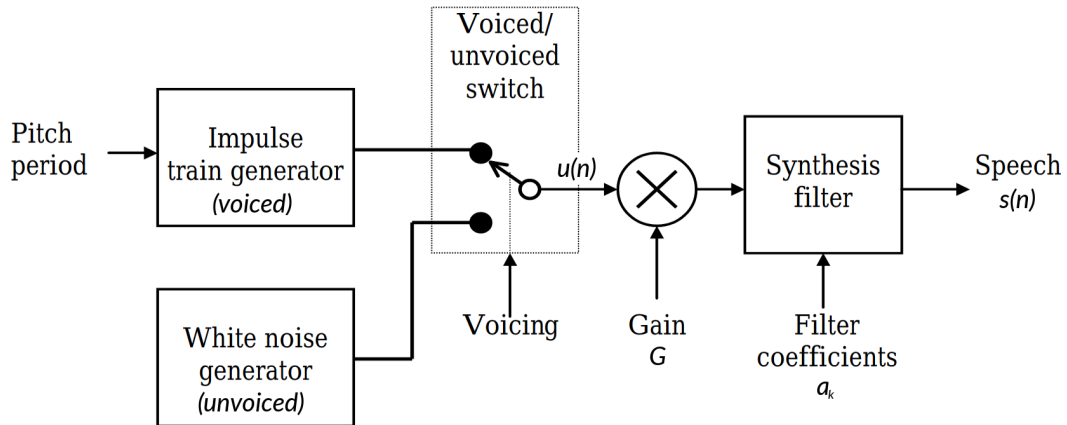 Pitch
period
Impulse
train generator
(voiced)
White noise
generator
(unvoiced)
Voiced/
unvoiced
switch
u(n)
Voicing
Gain
G
Synthesis
filter
Filter
coefficients
aₖ
Speech
s(n)